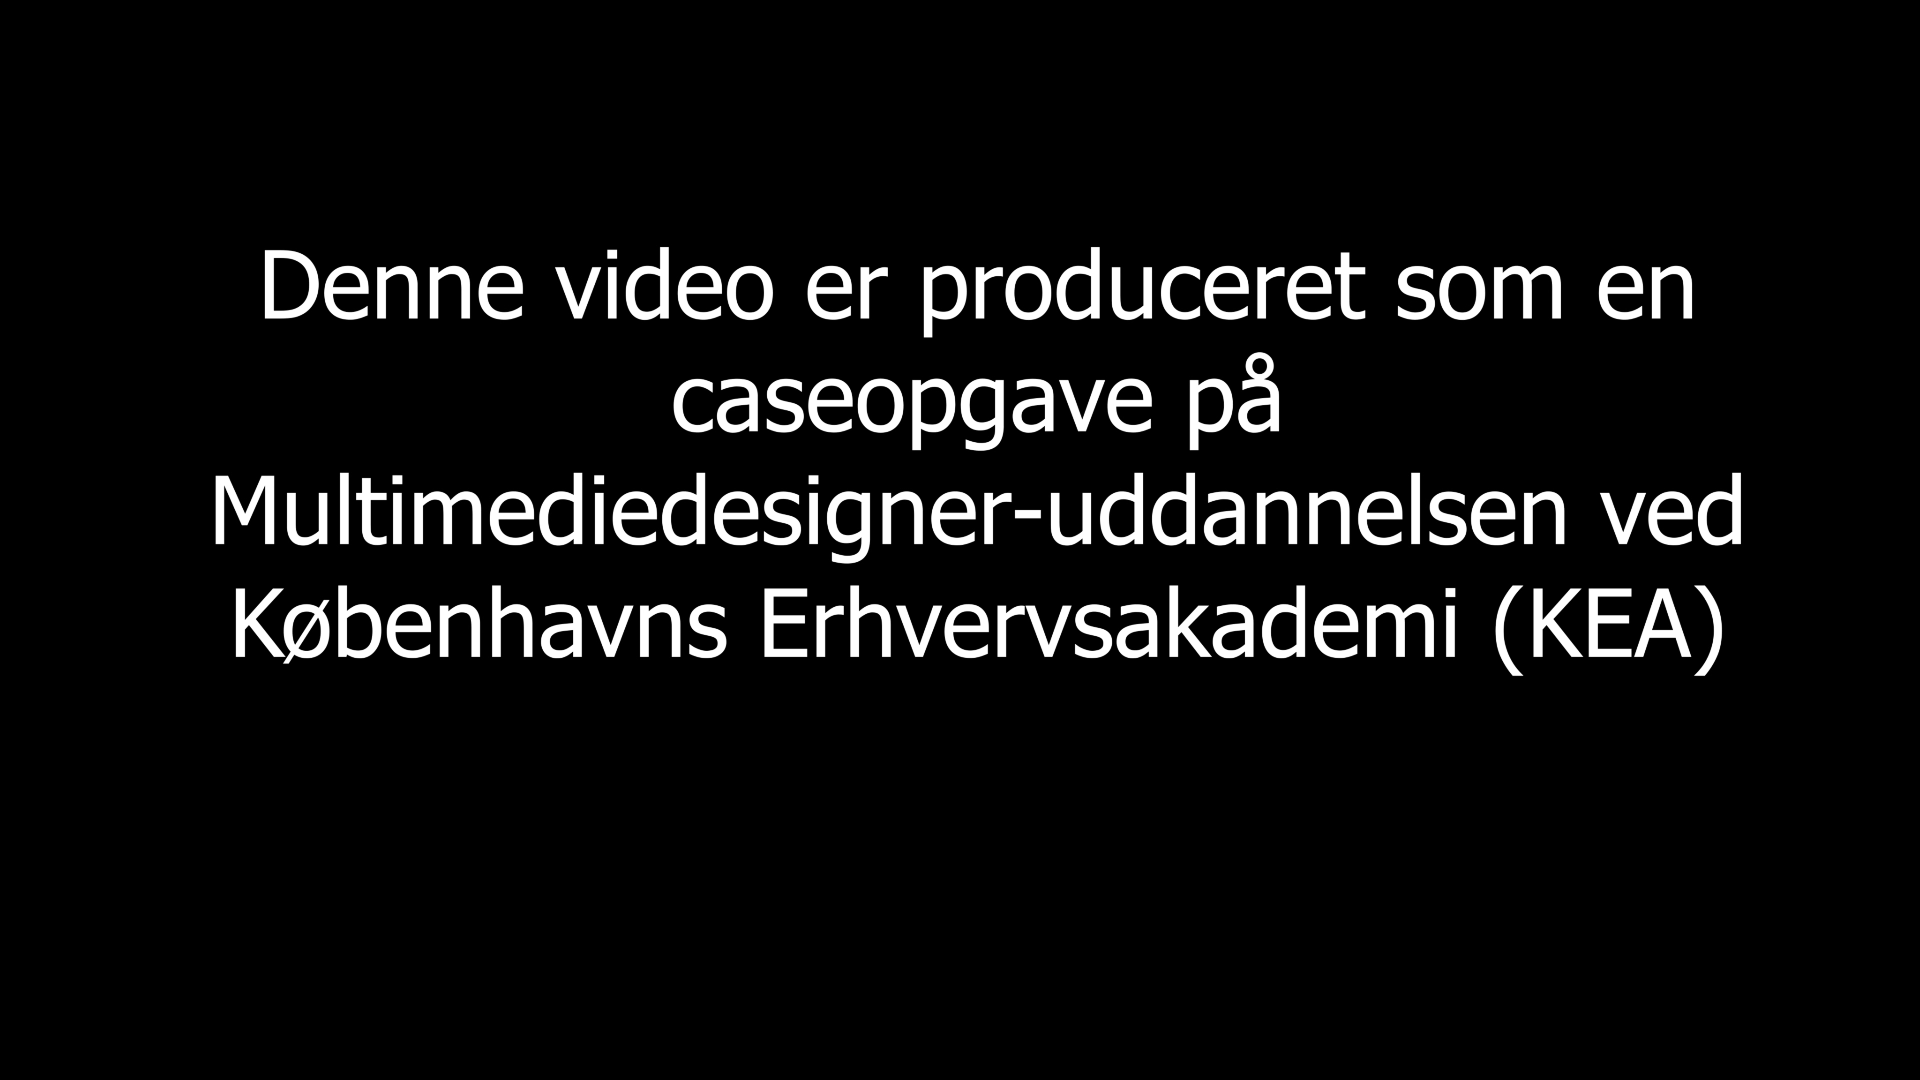 Denne video er produceret som en
caseopgave på
Multimediedesigner-uddannelsen ved
Københavns Erhvervsakademi (KEA)